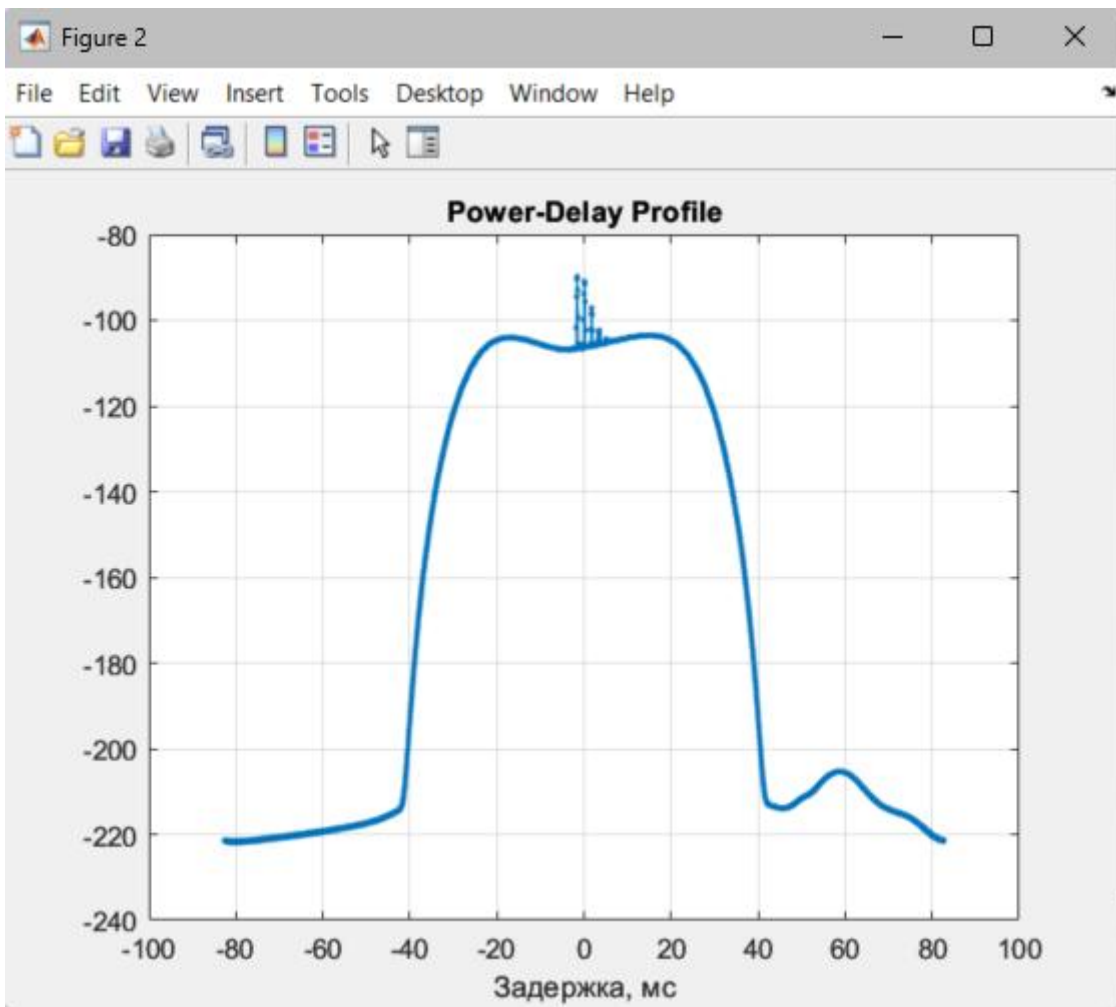 Figure 2
File Edit View Insert Tools Desktop Window Help
Power-Delay Profile
-80
-100
-120
-140
-160
-180
-200
-220
-240
-100 -80 -60 -40 -20 0 20 40 60 80 100
Задержка, мс